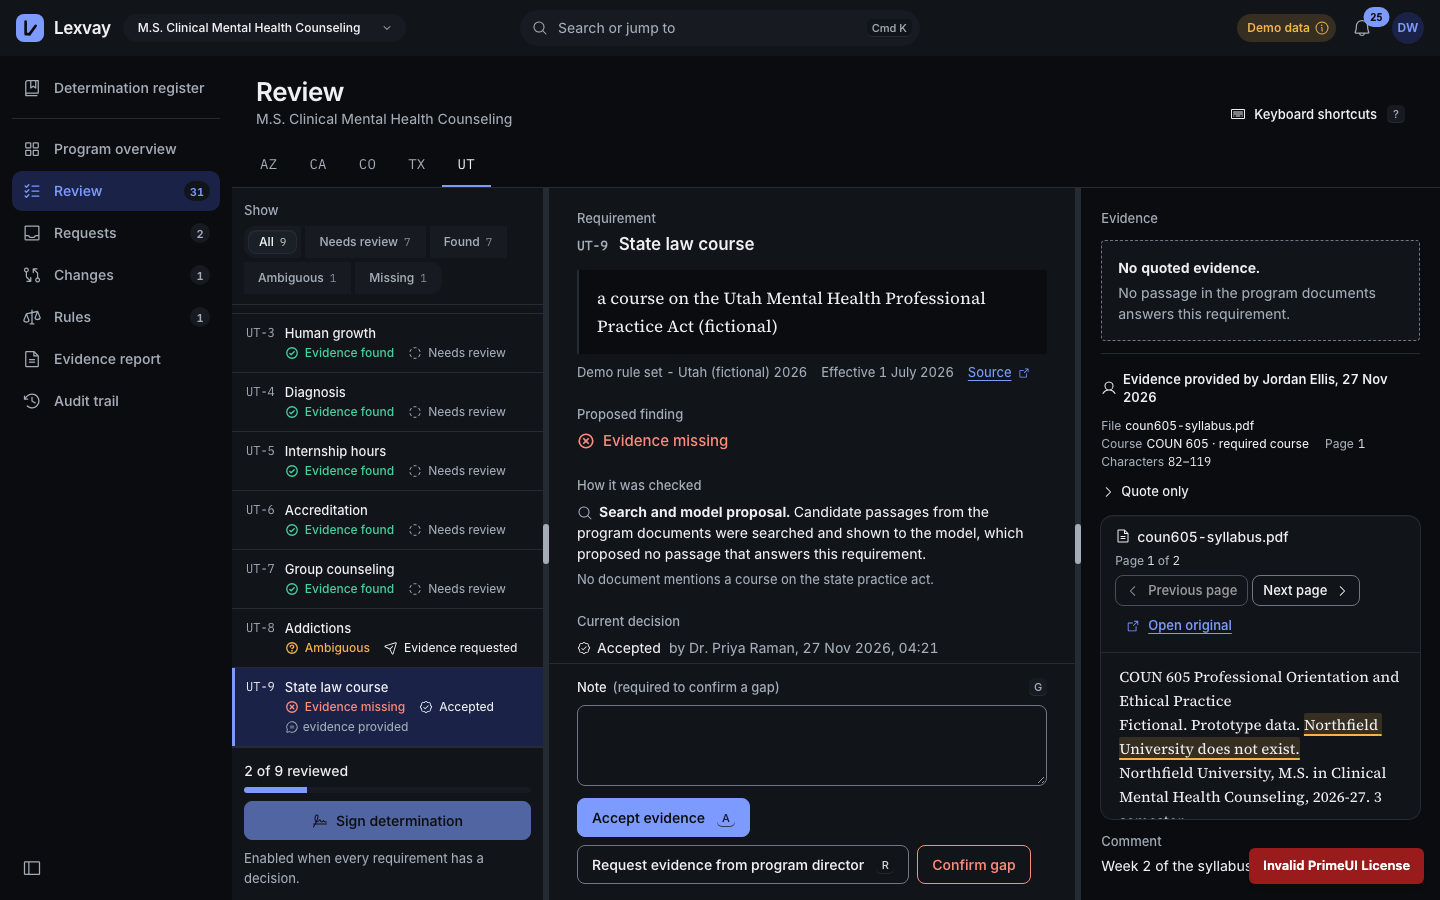 Lexvay
M.S. Clinical Mental Health Counseling
Search or jump to
Cmd K
Demo data
25
DW
Determination register
Program overview
Review 31
Requests 2
Changes 1
Rules 1
Evidence report
Audit trail
Review
M.S. Clinical Mental Health Counseling
Keyboard shortcuts ?
AZ CA CO TX UT
Show
All 9 Needs review 7 Found 7
Ambiguous 1 Missing 1
UT-3 Human growth
Evidence found Needs review
UT-4 Diagnosis
Evidence found Needs review
UT-5 Internship hours
Evidence found Needs review
UT-6 Accreditation
Evidence found Needs review
UT-7 Group counseling
Evidence found Needs review
UT-8 Addictions
Ambiguous Evidence requested
UT-9 State law course
Evidence missing Accepted
evidence provided
2 of 9 reviewed
Sign determination
Enabled when every requirement has a
decision.
Requirement
UT-9 State law course
a course on the Utah Mental Health Professional
Practice Act (fictional)
Demo rule set - Utah (fictional) 2026 Effective 1 July 2026 Source
Proposed finding
Evidence missing
How it was checked
Search and model proposal. Candidate passages from the
program documents were searched and shown to the model, which
proposed no passage that answers this requirement.
No document mentions a course on the state practice act.
Current decision
Accepted by Dr. Priya Raman, 27 Nov 2026, 04:21
Note (required to confirm a gap) G
Accept evidence A
Request evidence from program director R
Confirm gap
Evidence
No quoted evidence.
No passage in the program documents
answers this requirement.
Evidence provided by Jordan Ellis, 27 Nov
2026
File coun605-syllabus.pdf
Course COUN 605 · required course Page 1
Characters 82–119
Quote only
coun605-syllabus.pdf
Page 1 of 2
Previous page Next page
Open original
COUN 605 Professional Orientation and
Ethical Practice
Fictional. Prototype data. Northfield
University does not exist.
Northfield University, M.S. in Clinical
Mental Health Counseling, 2026-27. 3
Comment
Week 2 of the syllabus
Invalid PrimeUI License